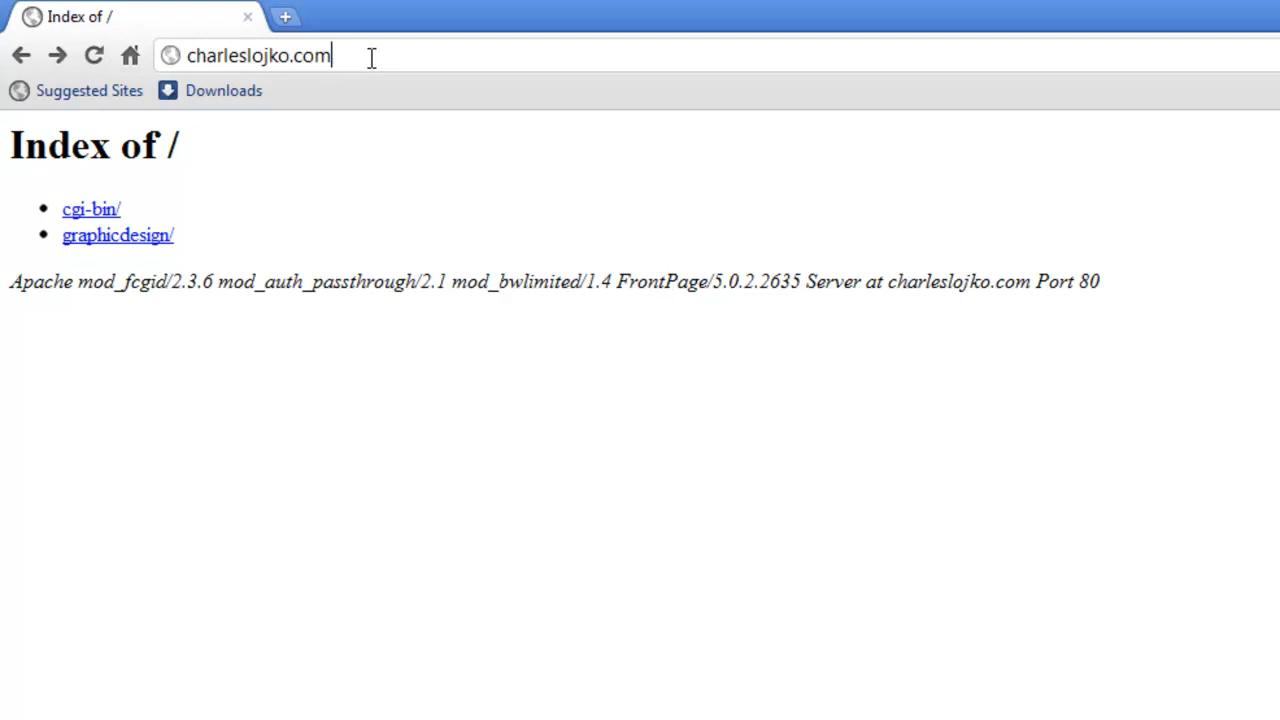 Index of /
charleslojko.com
Suggested Sites Downloads
Index of /
cgi-bin/
graphicdesign/
Apache mod_fcgid/2.3.6 mod_auth_passthrough/2.1 mod_bwlimited/1.4 FrontPage/5.0.2.2635 Server at charleslojko.com Port 80